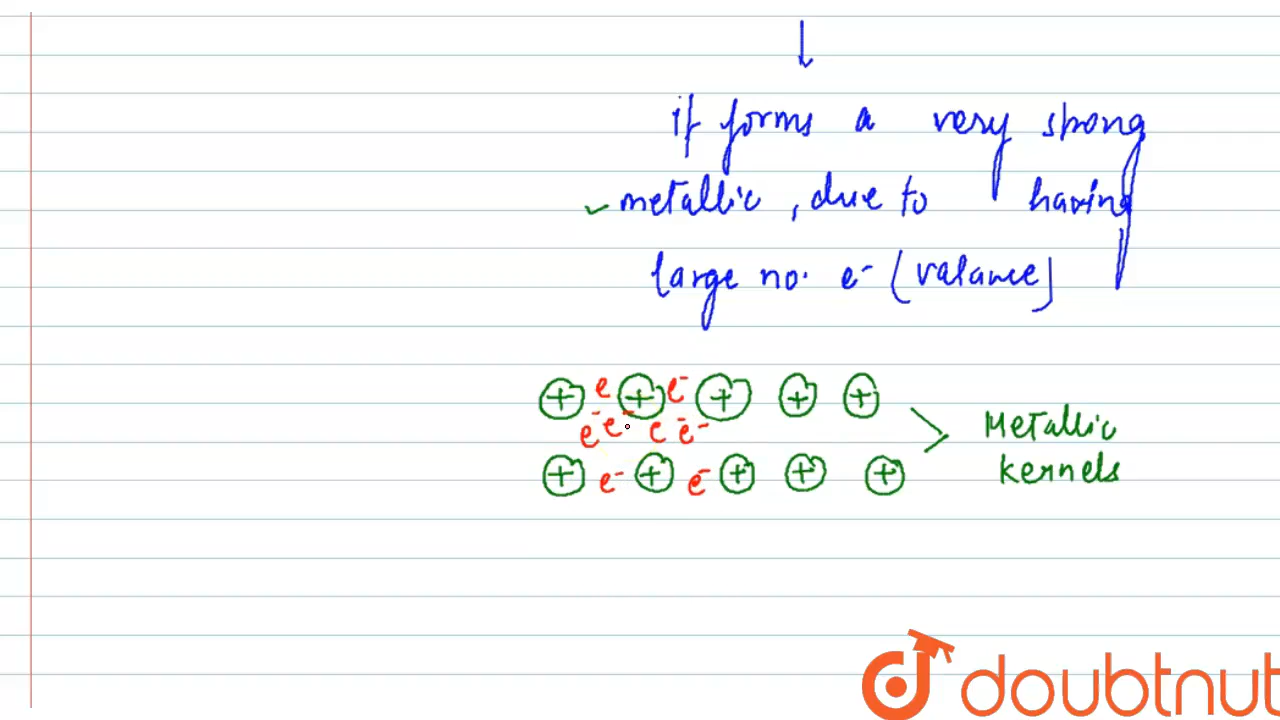 ↓
it forms a very strong
✓ metallic, due to having
large no. e⁻ (valance)
⊕ e ⊕ e⁻ ⊕ ⊕ ⊕
e⁻ e⁻ e e⁻
⊕ e⁻ ⊕ e⁻ ⊕ ⊕ ⊕
Metallic
kernels
doubtnut